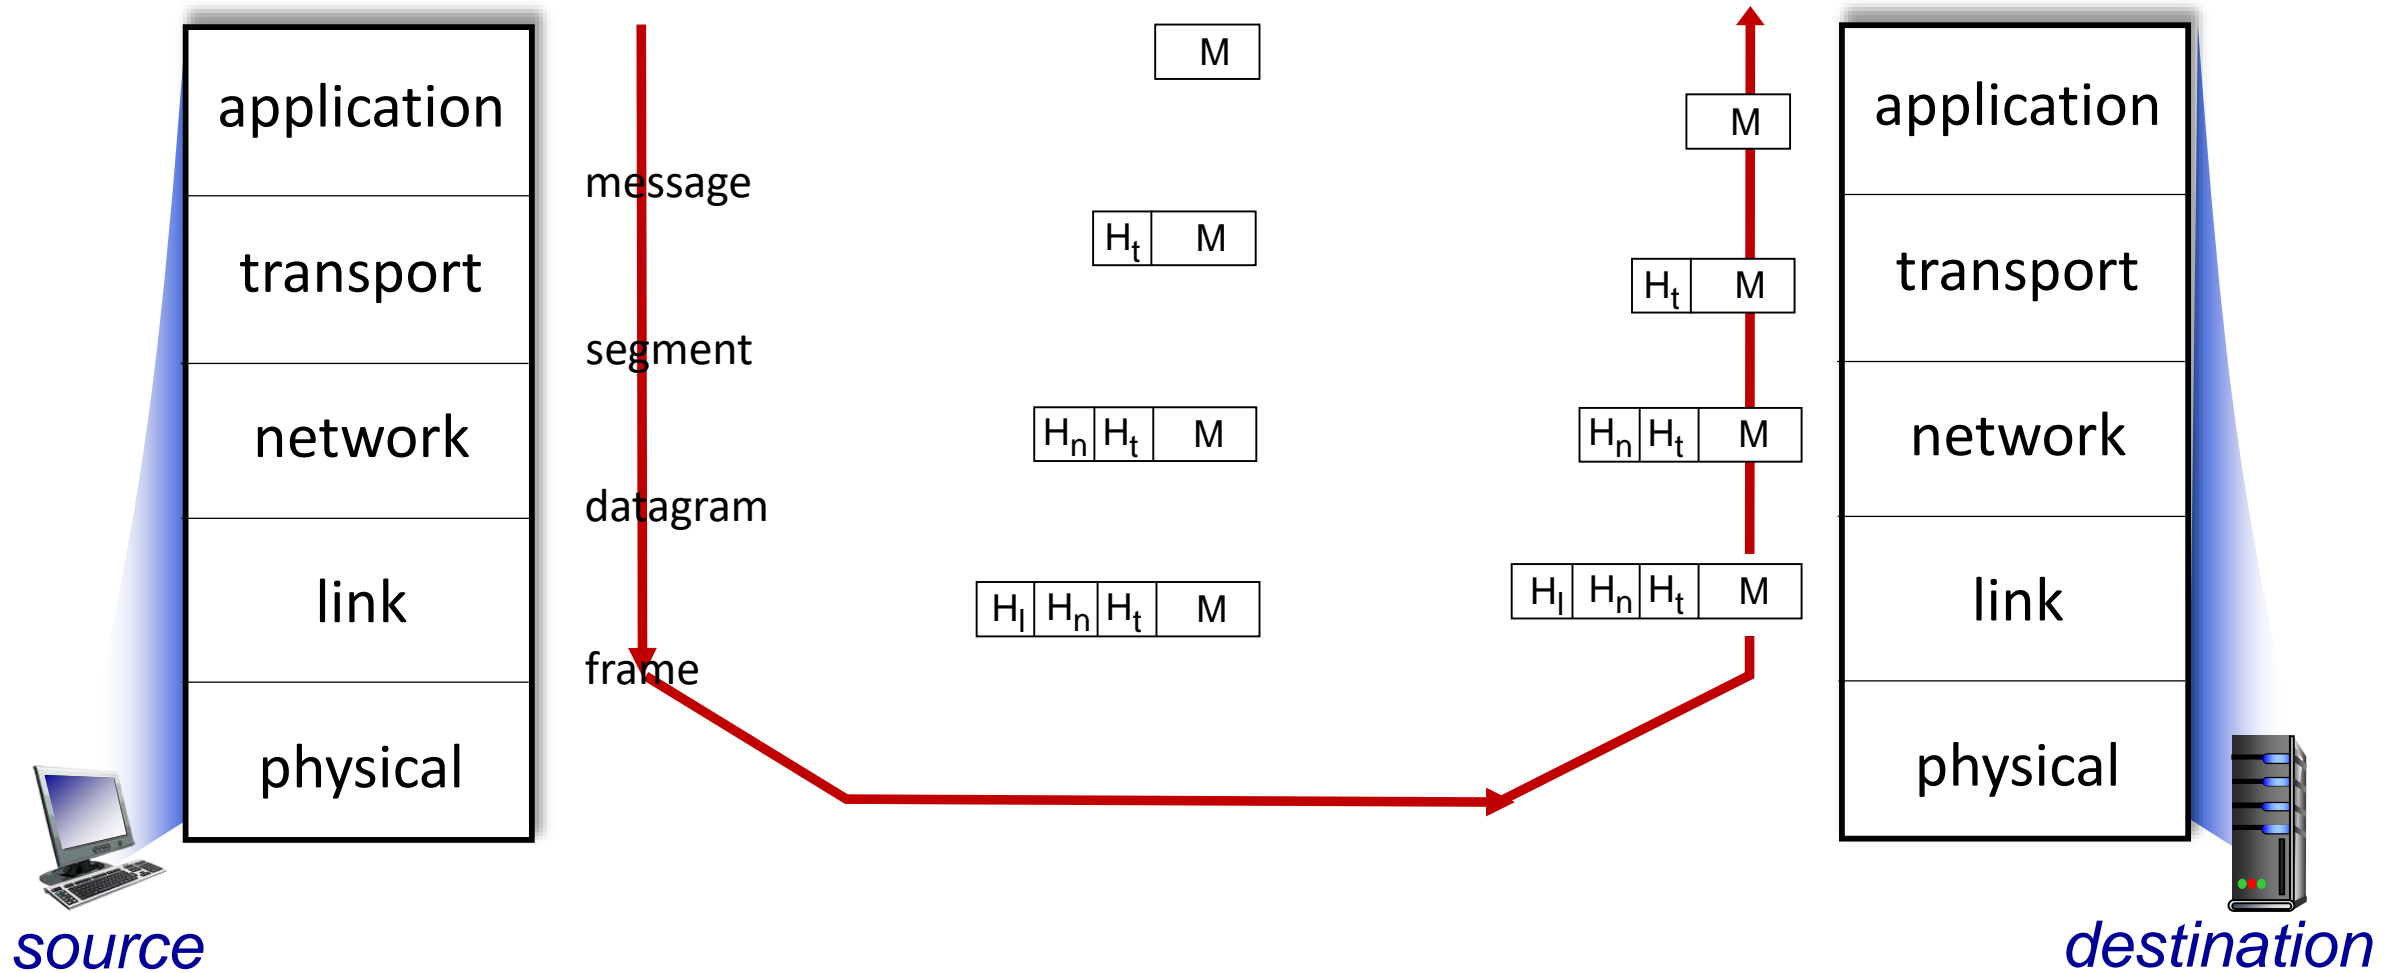 application
transport
network
link
physical
source
message
segment
datagram
frame
M
Ht M
Hn Ht M
Hl Hn Ht M
M
Ht M
Hn Ht M
Hl Hn Ht M
application
transport
network
link
physical
destination